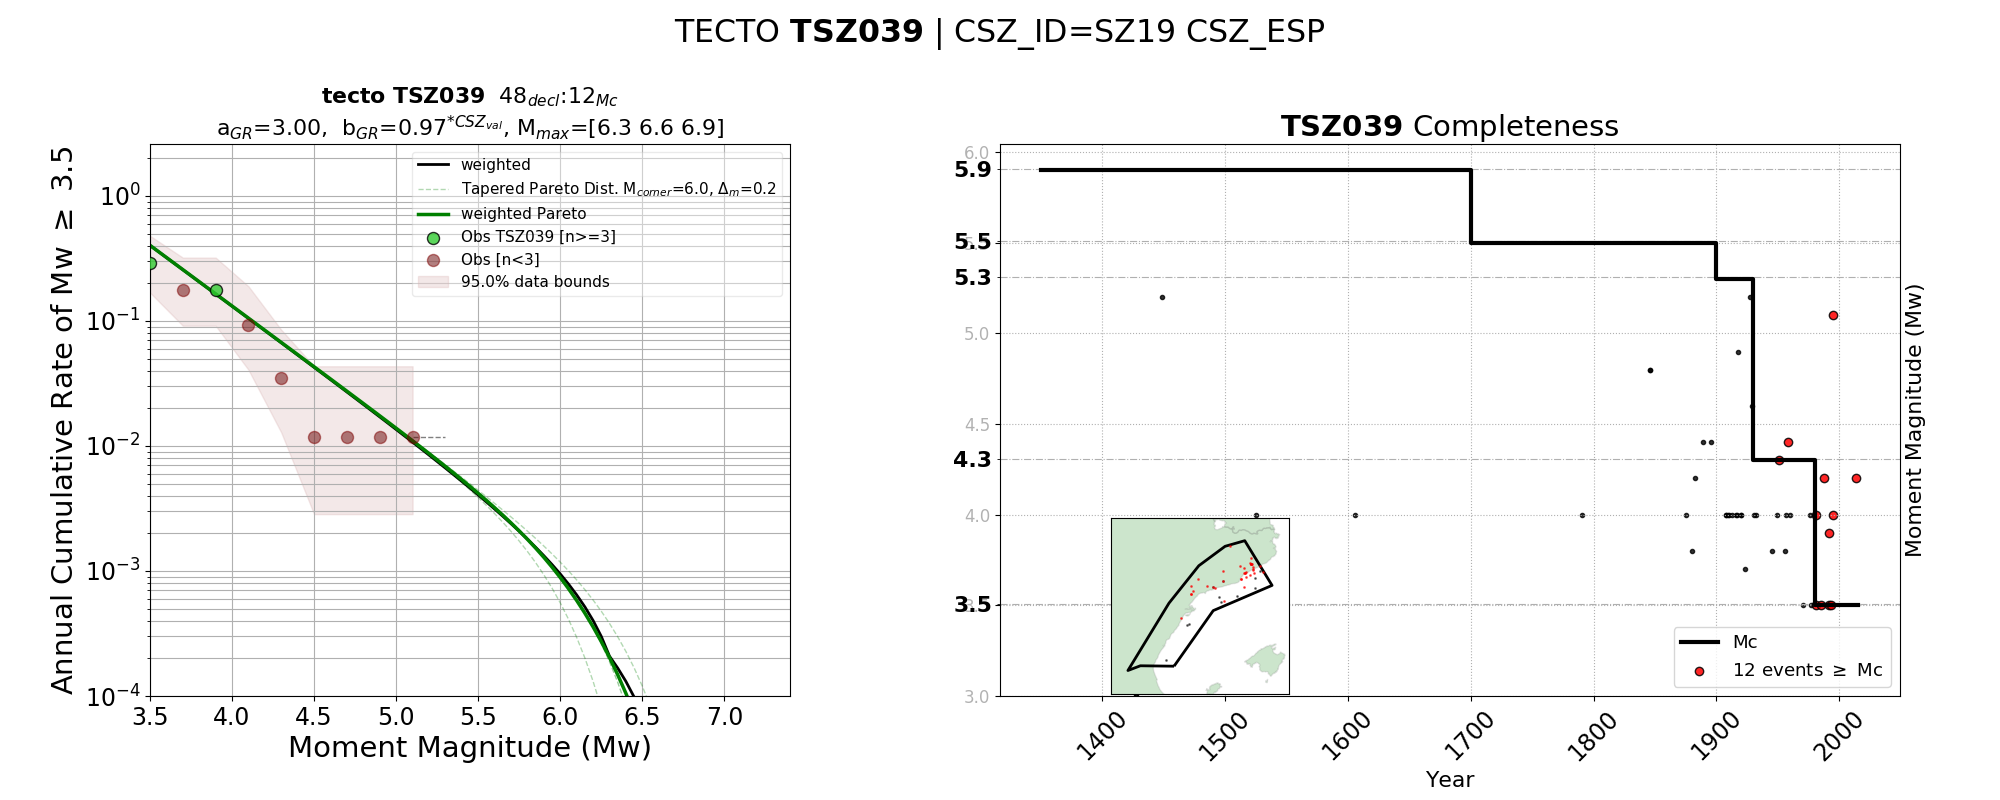 TECTO TSZ039 | CSZ_ID=SZ19 CSZ_ESP
tecto TSZ039 48decl:12Mc
aGR=3.00, bGR=0.97*CSZval, Mmax=[6.3 6.6 6.9]
Annual Cumulative Rate of Mw ≥ 3.5
10⁰
10⁻¹
10⁻²
10⁻³
10⁻⁴
weighted
Tapered Pareto Dist. Mcorner=6.0, Δm=0.2
weighted Pareto
Obs TSZ039 [n>=3]
Obs [n<3]
95.0% data bounds
3.5 4.0 4.5 5.0 5.5 6.0 6.5 7.0
Moment Magnitude (Mw)
TSZ039 Completeness
6.0
5.9
5.5
5.3
5.0
4.5
4.3
4.0
3.5
3.0
Moment Magnitude (Mw)
Mc
12 events ≥ Mc
1400 1500 1600 1700 1800 1900 2000
Year